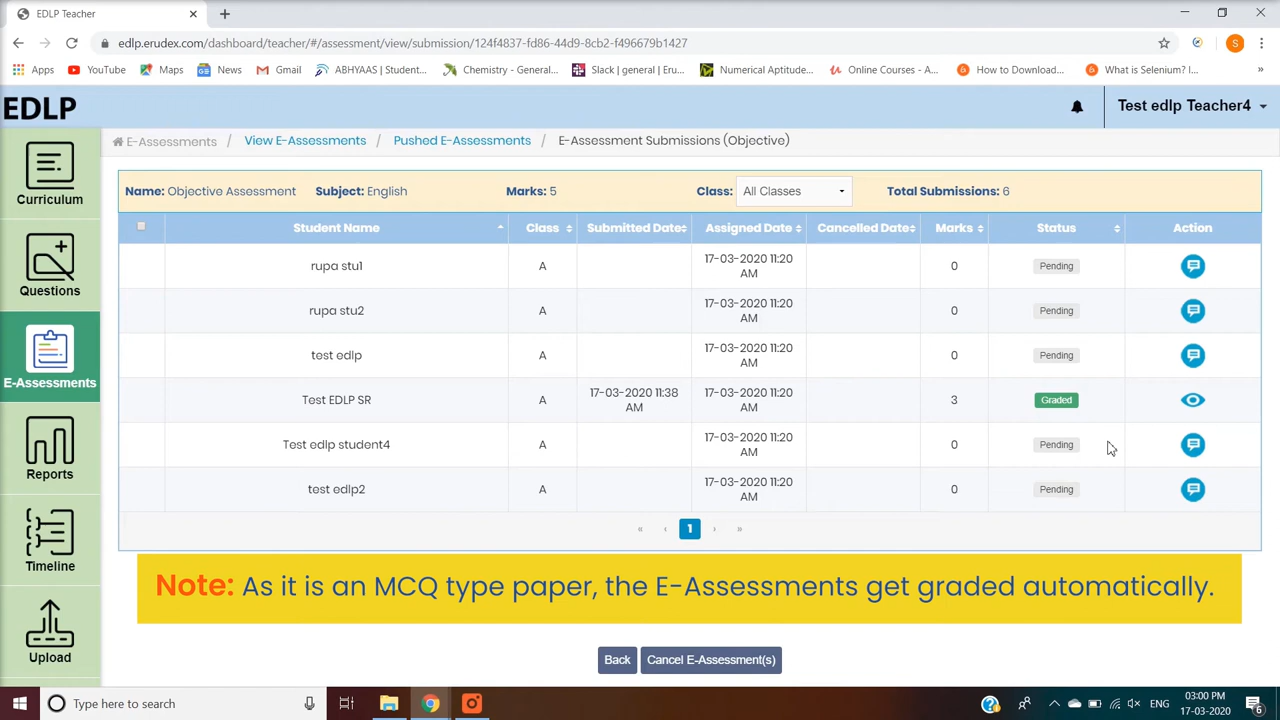 EDLP Teacher
edlp.erudex.com/dashboard/teacher/#/assessment/view/submission/124f4837-fd86-44d9-8cb2-f496679b1427
S
Apps YouTube Maps News Gmail ABHYAAS | Student... Chemistry - General... Slack | general | Eru... Numerical Aptitude... Online Courses - A... How to Download... What is Selenium? I...
EDLP
Test edlp Teacher4
E-Assessments / View E-Assessments / Pushed E-Assessments / E-Assessment Submissions (Objective)
Curriculum
Questions
E-Assessments
Reports
Timeline
Upload
Name: Objective Assessment Subject: English Marks: 5 Class: All Classes Total Submissions: 6
Student Name Class Submitted Date Assigned Date Cancelled Date Marks Status Action
rupa stu1 A 17-03-2020 11:20 AM 0 Pending
rupa stu2 A 17-03-2020 11:20 AM 0 Pending
test edlp A 17-03-2020 11:20 AM 0 Pending
Test EDLP SR A 17-03-2020 11:38 AM 17-03-2020 11:20 AM 3 Graded
Test edlp student4 A 17-03-2020 11:20 AM 0 Pending
test edlp2 A 17-03-2020 11:20 AM 0 Pending
« ‹ 1 › »
Note: As it is an MCQ type paper, the E-Assessments get graded automatically.
Back Cancel E-Assessment(s)
Type here to search
ENG
03:00 PM
17-03-2020
6